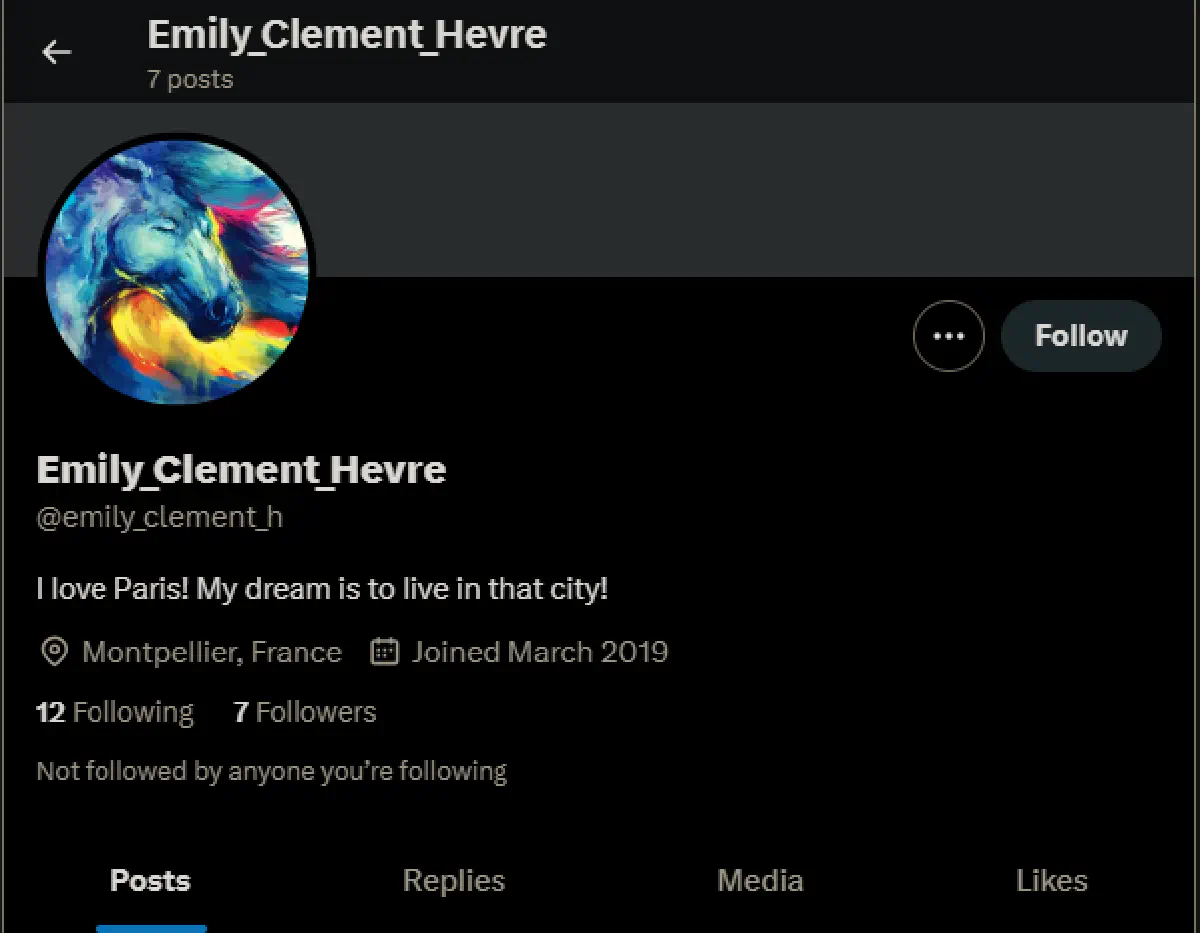 Emily_Clement_Hevre
7 posts
Follow
Emily_Clement_Hevre
@emily_clement_h
I love Paris! My dream is to live in that city!
Montpellier, France Joined March 2019
12 Following 7 Followers
Not followed by anyone you’re following
Posts Replies Media Likes